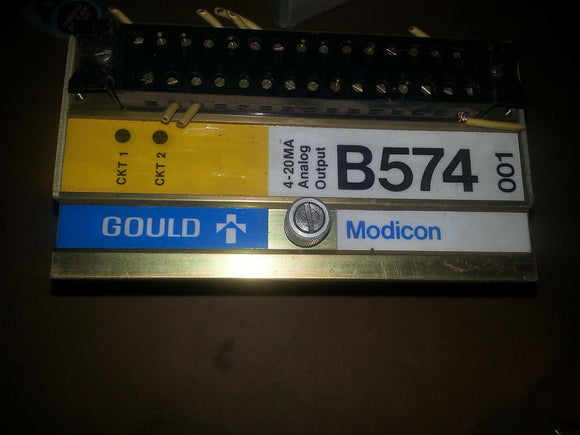 CKT 1
CKT 2
4-20MA
Analog
Output
B574
001
GOULD
Modicon